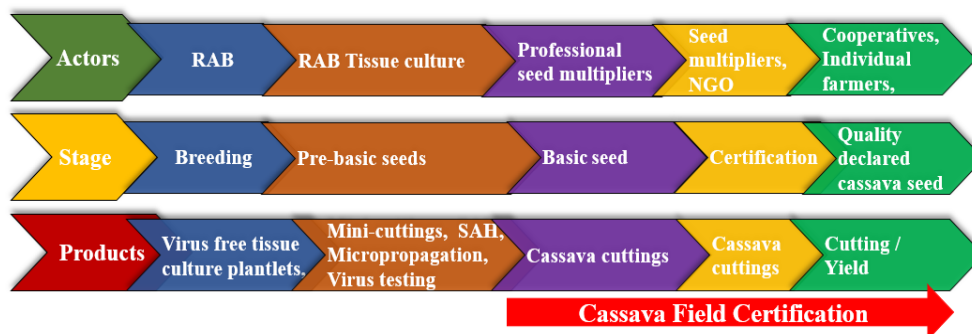 Actors
RAB
RAB Tissue culture
Professional
seed multipliers
Seed
multipliers,
NGO
Cooperatives,
Individual
farmers,
Stage
Breeding
Pre-basic seeds
Basic seed
Certification
Quality
declared
cassava seed
Products
Virus free tissue
culture plantlets.
Mini-cuttings, SAH,
Micropropagation,
Virus testing
Cassava cuttings
Cassava
cuttings
Cutting /
Yield
Cassava Field Certification